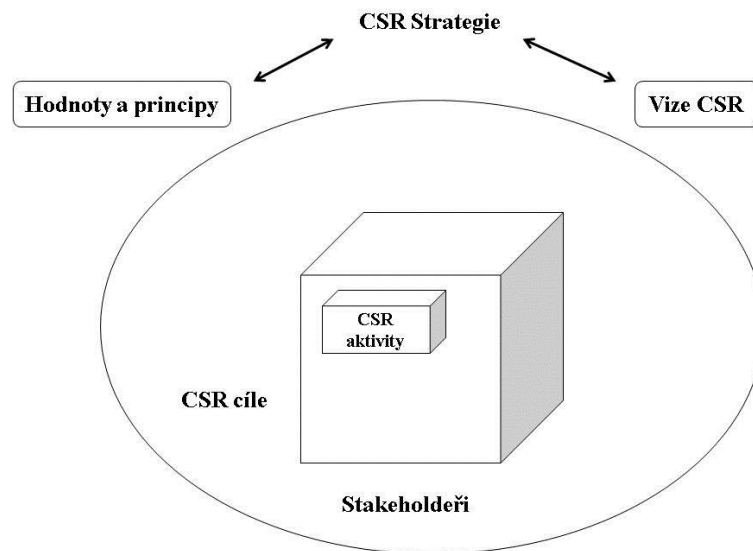 CSR Strategie
Hodnoty a principy
Vize CSR
CSR
aktivity
CSR cíle
Stakeholdeři